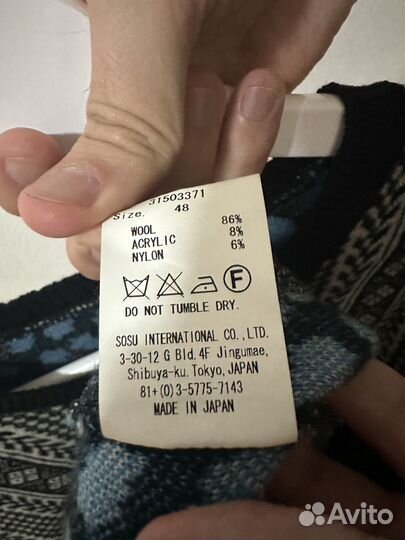 31503371
Size. 48
WOOL 86%
ACRYLIC 8%
NYLON 6%
F
DO NOT TUMBLE DRY.
SOSU INTERNATIONAL CO., LTD.
3-30-12 G Bld, 4F Jingumae,
Shibuya-ku. Tokyo, JAPAN
81+(0)3-5775-7143
MADE IN JAPAN
Avito